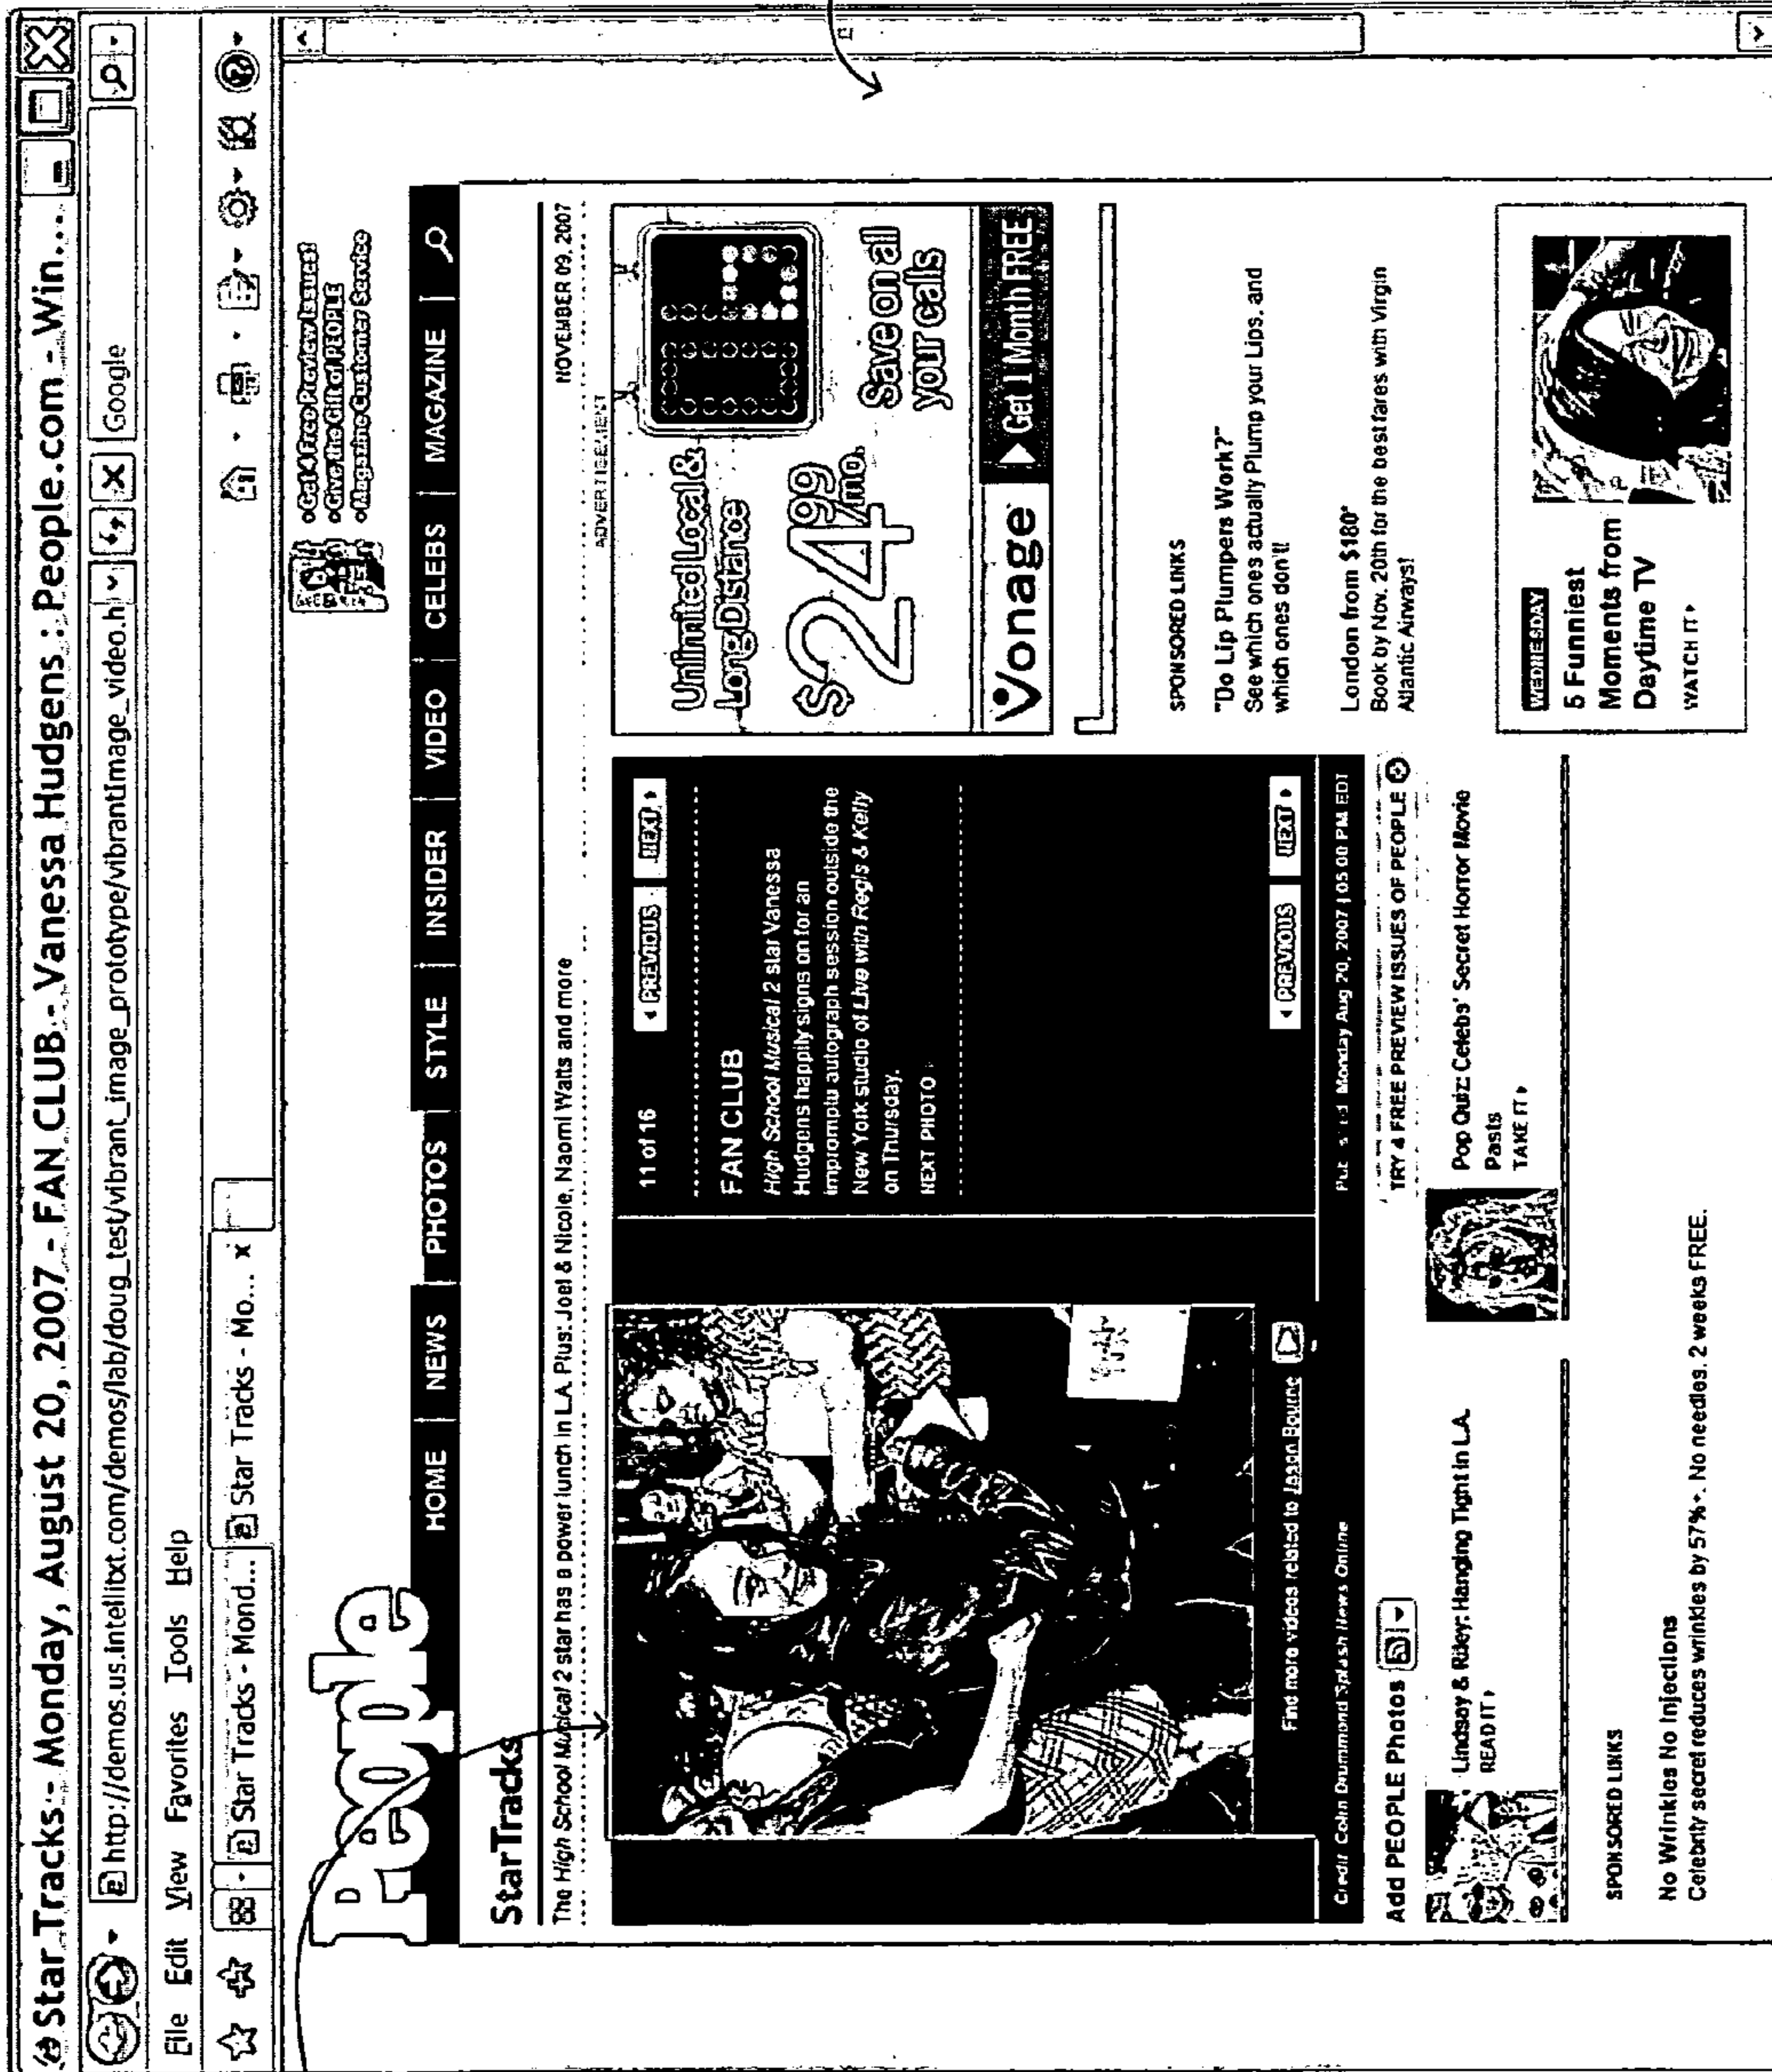 Star Tracks - Monday, August 20, 2007 - FAN CLUB - Vanessa Hudgens : People.com - Win...
http://demos.us.intellitxt.com/demos/lab/doug_test/vibrant_image_prototype/vibrantimage_video.h
Google
File Edit View Favorites Tools Help
Star Tracks - Mond...
Star Tracks - Mo... x
People
•Get 4 Free Preview Issues!
•Give the Gift of PEOPLE
•Magazine Customer Service
HOME NEWS PHOTOS STYLE INSIDER VIDEO CELEBS MAGAZINE
StarTracks
The High School Musical 2 star has a power lunch in L.A. Plus: Joel & Nicole, Naomi Watts and more
NOVEMBER 09, 2007
Find more videos related to Jason Bourne
Credit Colin Drummond Splash News Online
11 of 16
PREVIOUS
NEXT
FAN CLUB
High School Musical 2 star Vanessa
Hudgens happily signs on for an
impromptu autograph session outside the
New York studio of Live with Regis & Kelly
on Thursday.
NEXT PHOTO
PREVIOUS
NEXT
Monday Aug 20, 2007 | 05 00 PM EDT
ADVERTISEMENT
Unlimited Local &
Long Distance
$24.99/mo.
Save on all
your calls
Vonage
Get 1 Month FREE
SPONSORED LINKS
"Do Lip Plumpers Work?"
See which ones actually Plump your Lips. and
which ones don't!
London from $180*
Book by Nov. 20th for the best fares with Virgin
Atlantic Airways!
WEDNESDAY
5 Funniest
Moments from
Daytime TV
WATCH IT
Add PEOPLE Photos
TRY 4 FREE PREVIEW ISSUES OF PEOPLE
Lindsay & Riley: Hanging Tight in L.A.
READ IT
Pop Quiz: Celebs' Secret Horror Movie
Pasts
TAKE IT
SPONSORED LINKS
No Wrinkles No Injections
Celebrity secret reduces wrinkles by 57%+. No needles. 2 weeks FREE.